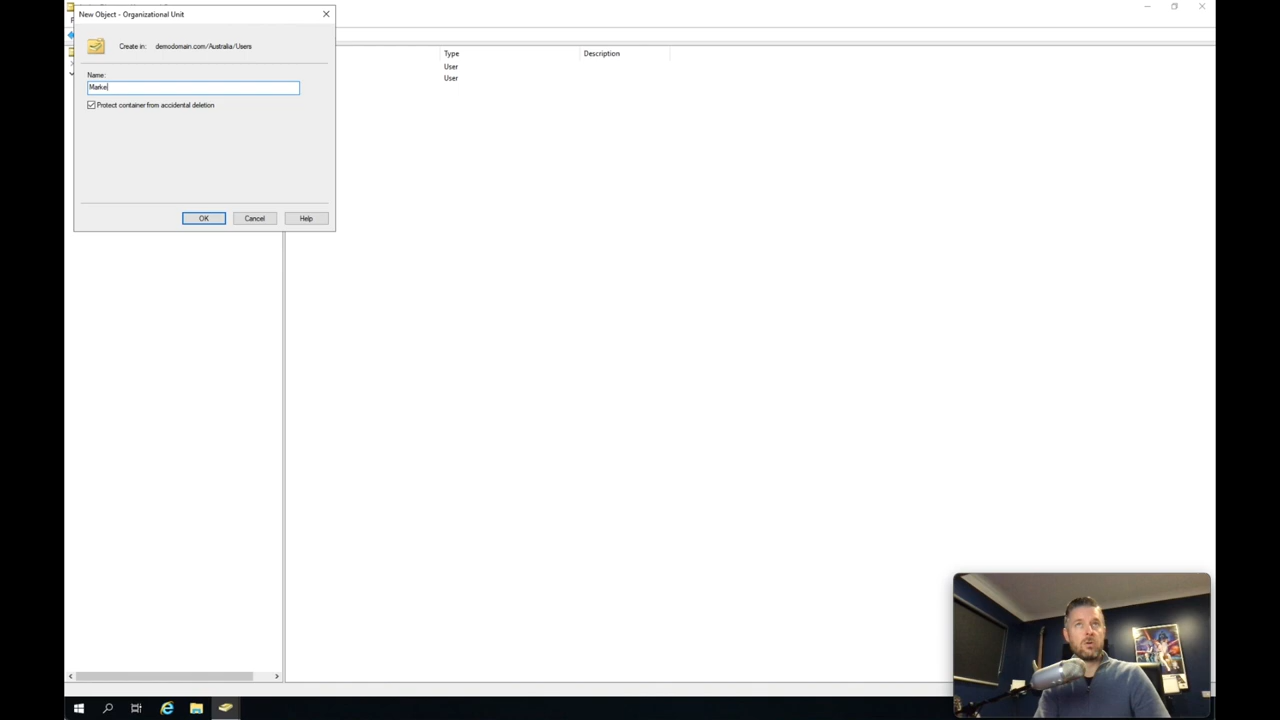 New Object - Organizational Unit
Create in: demodomain.com/Australia/Users
Name:
Marke
Protect container from accidental deletion
OK Cancel Help
Type Description
User
User